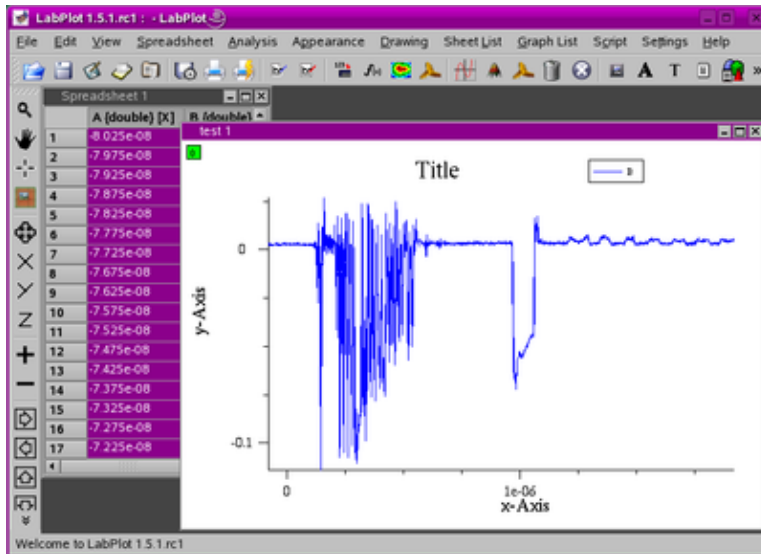 LabPlot 1.5.1.rc1 : - LabPlot
File Edit View Spreadsheet Analysis Appearance Drawing Sheet List Graph List Script Settings Help
Spreadsheet 1
A {double} [X] B {double}
1 -8.025e-08
2 -7.975e-08
3 -7.925e-08
4 -7.875e-08
5 -7.825e-08
6 -7.775e-08
7 -7.725e-08
8 -7.675e-08
9 -7.625e-08
10 -7.575e-08
11 -7.525e-08
12 -7.475e-08
13 -7.425e-08
14 -7.375e-08
15 -7.325e-08
16 -7.275e-08
17 -7.225e-08
test 1
Title
0
y-Axis
-0.1
0 1e-06
x-Axis
Welcome to LabPlot 1.5.1.rc1